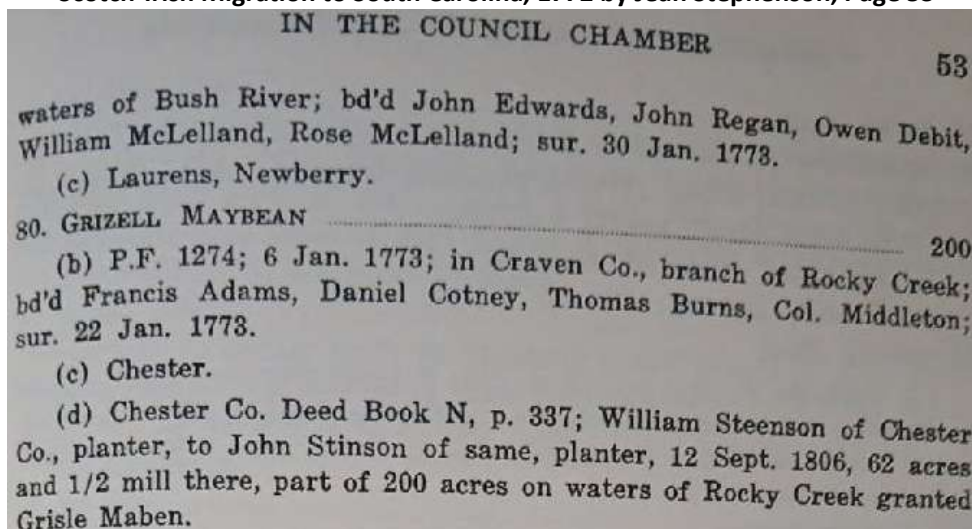 IN THE COUNCIL CHAMBER
53
waters of Bush River; bd'd John Edwards, John Regan, Owen Debit,
William McLelland, Rose McLelland; sur. 30 Jan. 1773.
(c) Laurens, Newberry.
80. GRIZELL MAYBEAN 200
(b) P.F. 1274; 6 Jan. 1773; in Craven Co., branch of Rocky Creek;
bd'd Francis Adams, Daniel Cotney, Thomas Burns, Col. Middleton;
sur. 22 Jan. 1773.
(c) Chester.
(d) Chester Co. Deed Book N, p. 337; William Steenson of Chester
Co., planter, to John Stinson of same, planter, 12 Sept. 1806, 62 acres
and 1/2 mill there, part of 200 acres on waters of Rocky Creek granted
Grisle Maben.